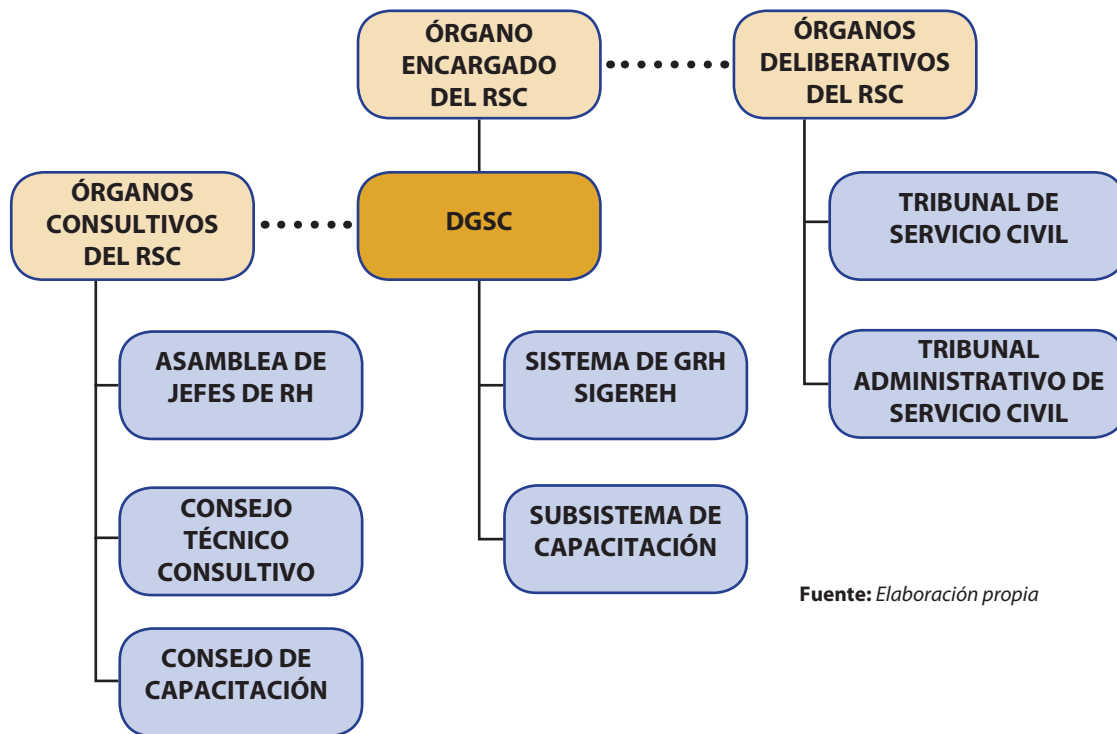 ÓRGANO
ENCARGADO
DEL RSC
ÓRGANOS
DELIBERATIVOS
DEL RSC
ÓRGANOS
CONSULTIVOS
DEL RSC
DGSC
TRIBUNAL DE
SERVICIO CIVIL
ASAMBLEA DE
JEFES DE RH
SISTEMA DE GRH
SIGEREH
TRIBUNAL
ADMINISTRATIVO DE
SERVICIO CIVIL
CONSEJO
TÉCNICO
CONSULTIVO
SUBSISTEMA DE
CAPACITACIÓN
Fuente: Elaboración propia
CONSEJO DE
CAPACITACIÓN